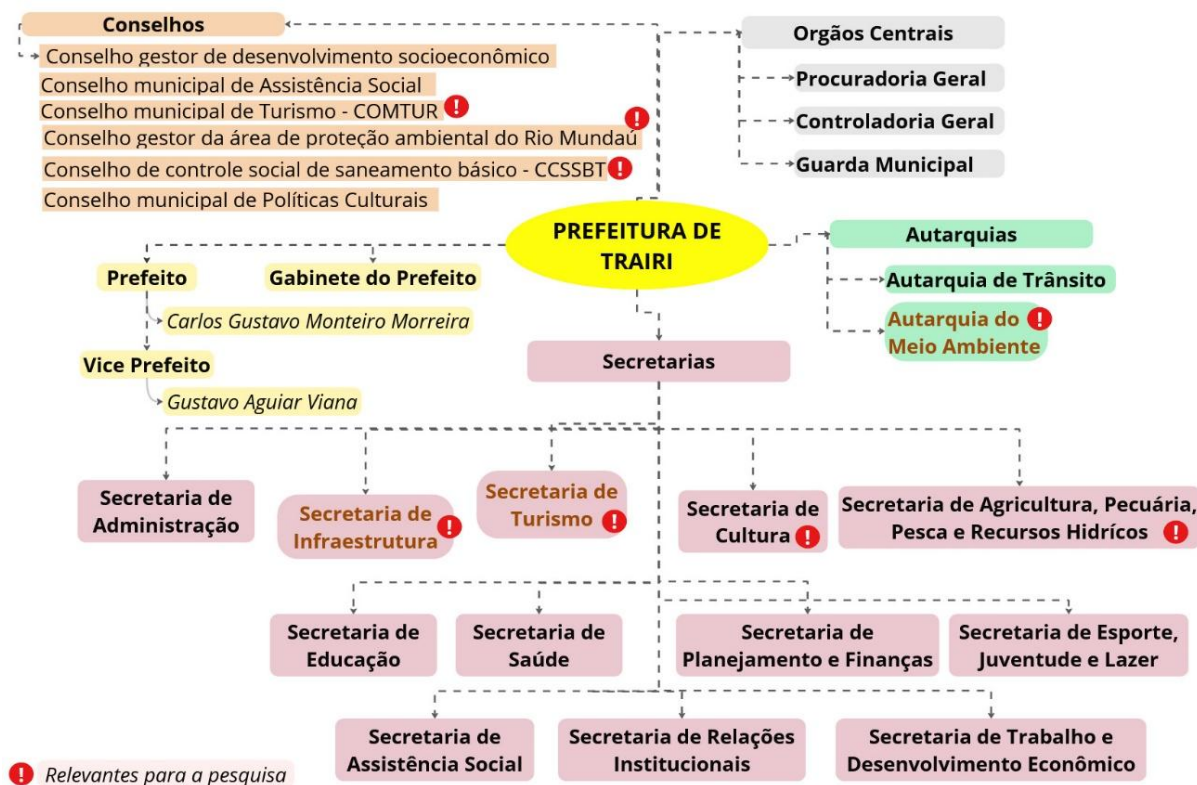 Conselhos
Conselho gestor de desenvolvimento socioeconômico
Conselho municipal de Assistência Social
Conselho municipal de Turismo - COMTUR
Conselho gestor da área de proteção ambiental do Rio Mundaú
Conselho de controle social de saneamento básico - CCSSBT
Conselho municipal de Políticas Culturais
Orgãos Centrais
Procuradoria Geral
Controladoria Geral
Guarda Municipal
PREFEITURA DE
TRAIRI
Autarquias
Autarquia de Trânsito
Autarquia do
Meio Ambiente
Prefeito
Gabinete do Prefeito
Carlos Gustavo Monteiro Morreira
Vice Prefeito
Gustavo Aguiar Viana
Secretarias
Secretaria de
Administração
Secretaria de
Infraestrutura
Secretaria de
Turismo
Secretaria de
Cultura
Secretaria de Agricultura, Pecuária,
Pesca e Recursos Hidrícos
Secretaria de
Educação
Secretaria de
Saúde
Secretaria de
Planejamento e Finanças
Secretaria de Esporte,
Juventude e Lazer
Secretaria de
Assistência Social
Secretaria de Relações
Institucionais
Secretaria de Trabalho e
Desenvolvimento Econômico
Relevantes para a pesquisa